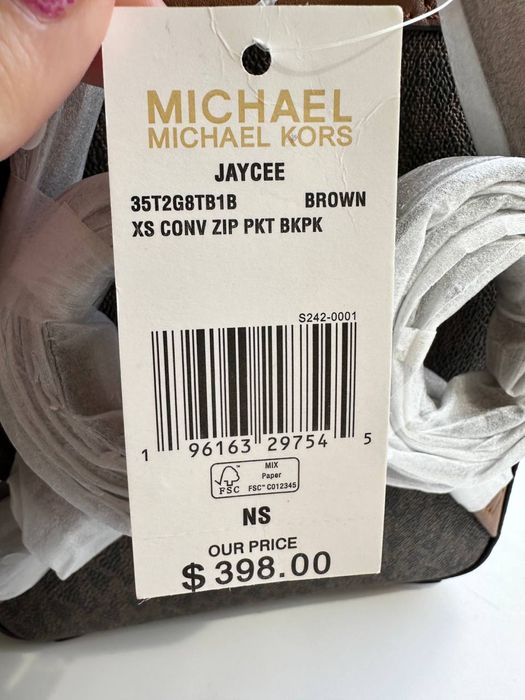 MICHAEL
MICHAEL KORS
JAYCEE
35T2G8TB1B BROWN
XS CONV ZIP PKT BKPK
S242-0001
1 96163 29754 5
FSC
MIX
Paper
FSC™ C012345
NS
OUR PRICE
$ 398.00